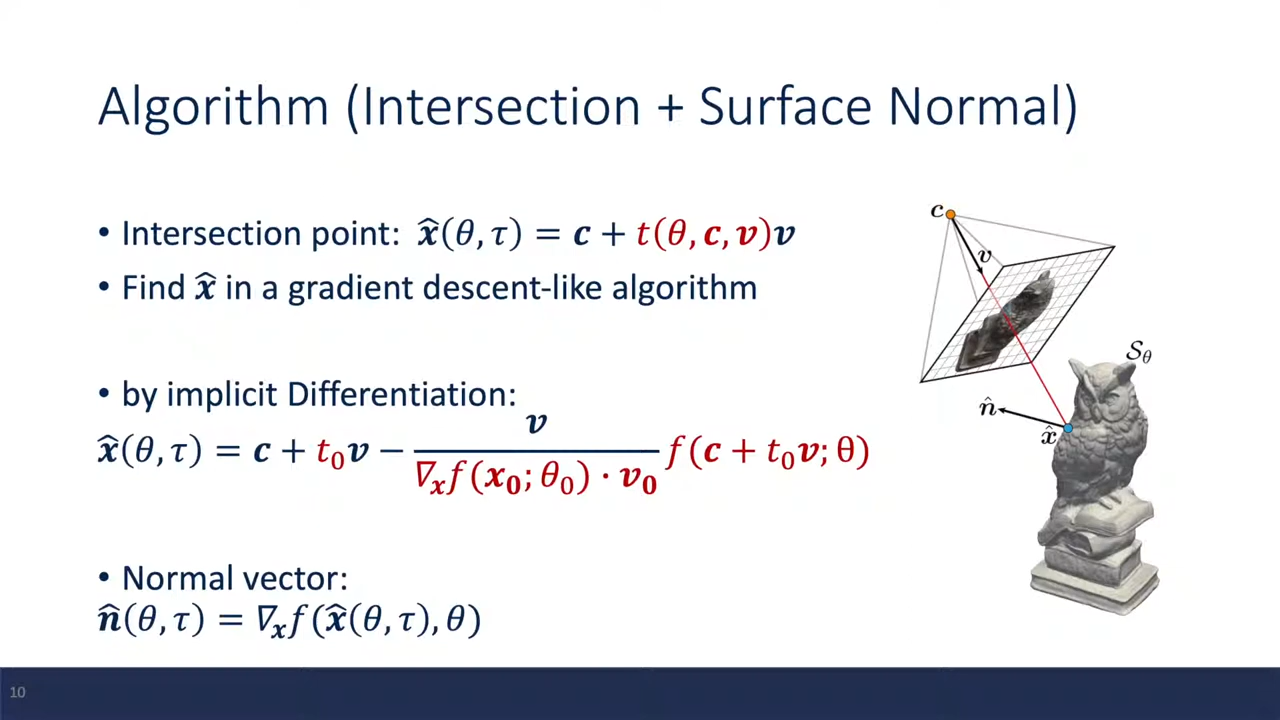 Algorithm (Intersection + Surface Normal)
• Intersection point: x̂(θ, τ) = c + t(θ, c, v)v
• Find x̂ in a gradient descent-like algorithm
• by implicit Differentiation:
x̂(θ, τ) = c + t₀v − v / (∇ₓf(x₀; θ₀) · v₀) f(c + t₀v; θ)
• Normal vector:
n̂(θ, τ) = ∇ₓf(x̂(θ, τ), θ)
c
v
S_θ
n̂
x̂
10